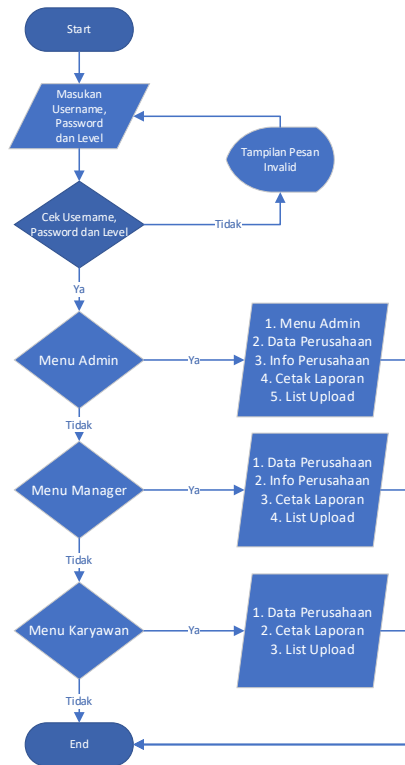 Start
Masukan
Username,
Password
dan Level
Tampilan Pesan
Invalid
Cek Username,
Password dan Level
Tidak
Ya
Menu Admin
Ya
1. Menu Admin
2. Data Perusahaan
3. Info Perusahaan
4. Cetak Laporan
5. List Upload
Tidak
Menu Manager
Ya
1. Data Perusahaan
2. Info Perusahaan
3. Cetak Laporan
4. List Upload
Tidak
Menu Karyawan
Ya
1. Data Perusahaan
2. Cetak Laporan
3. List Upload
Tidak
End